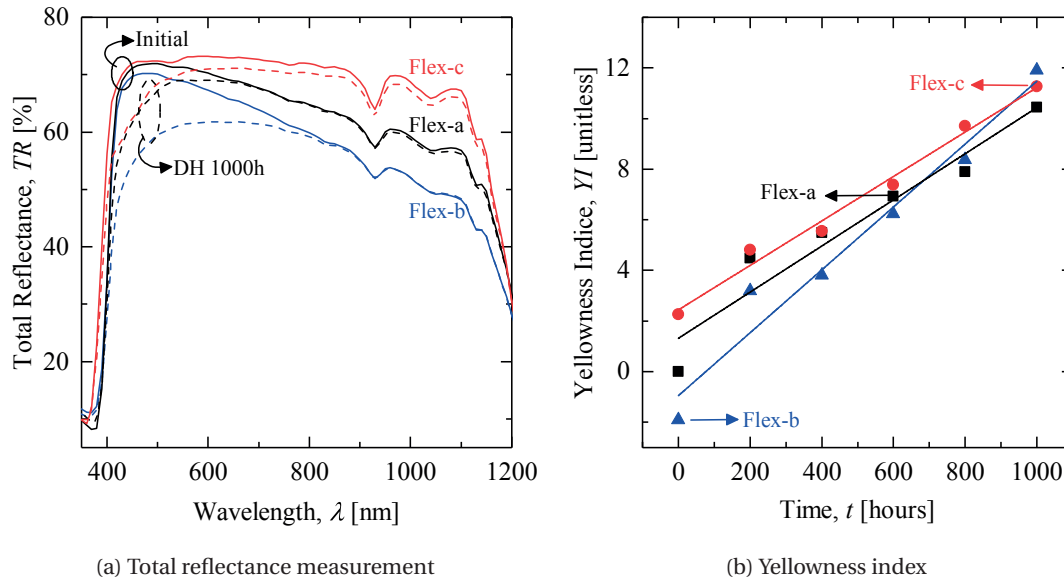 80
60
40
20
400
600
800
1000
1200
Total Reflectance, TR [%]
Wavelength, λ [nm]
Initial
DH 1000h
Flex-c
Flex-a
Flex-b
(a) Total reflectance measurement
12
8
4
0
0
200
400
600
800
1000
Yellowness Indice, YI [unitless]
Time, t [hours]
Flex-c
Flex-a
Flex-b
(b) Yellowness index